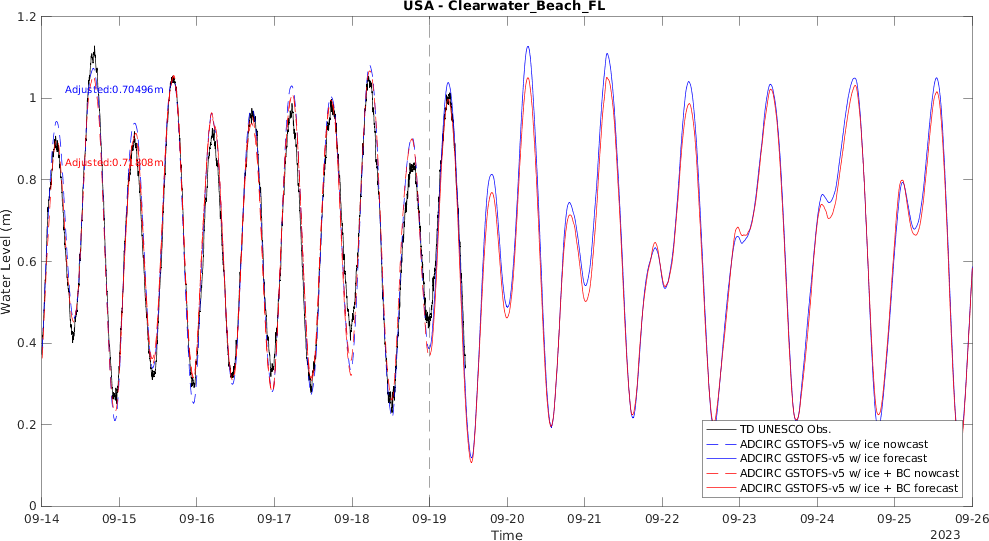 USA - Clearwater_Beach_FL
1.2
1
0.8
0.6
0.4
0.2
0
Water Level (m)
Adjusted:0.70496m
Adjusted:0.71808m
TD UNESCO Obs.
ADCIRC GSTOFS-v5 w/ ice nowcast
ADCIRC GSTOFS-v5 w/ ice forecast
ADCIRC GSTOFS-v5 w/ ice + BC nowcast
ADCIRC GSTOFS-v5 w/ ice + BC forecast
09-14 09-15 09-16 09-17 09-18 09-19 09-20 09-21 09-22 09-23 09-24 09-25 09-26
Time
2023